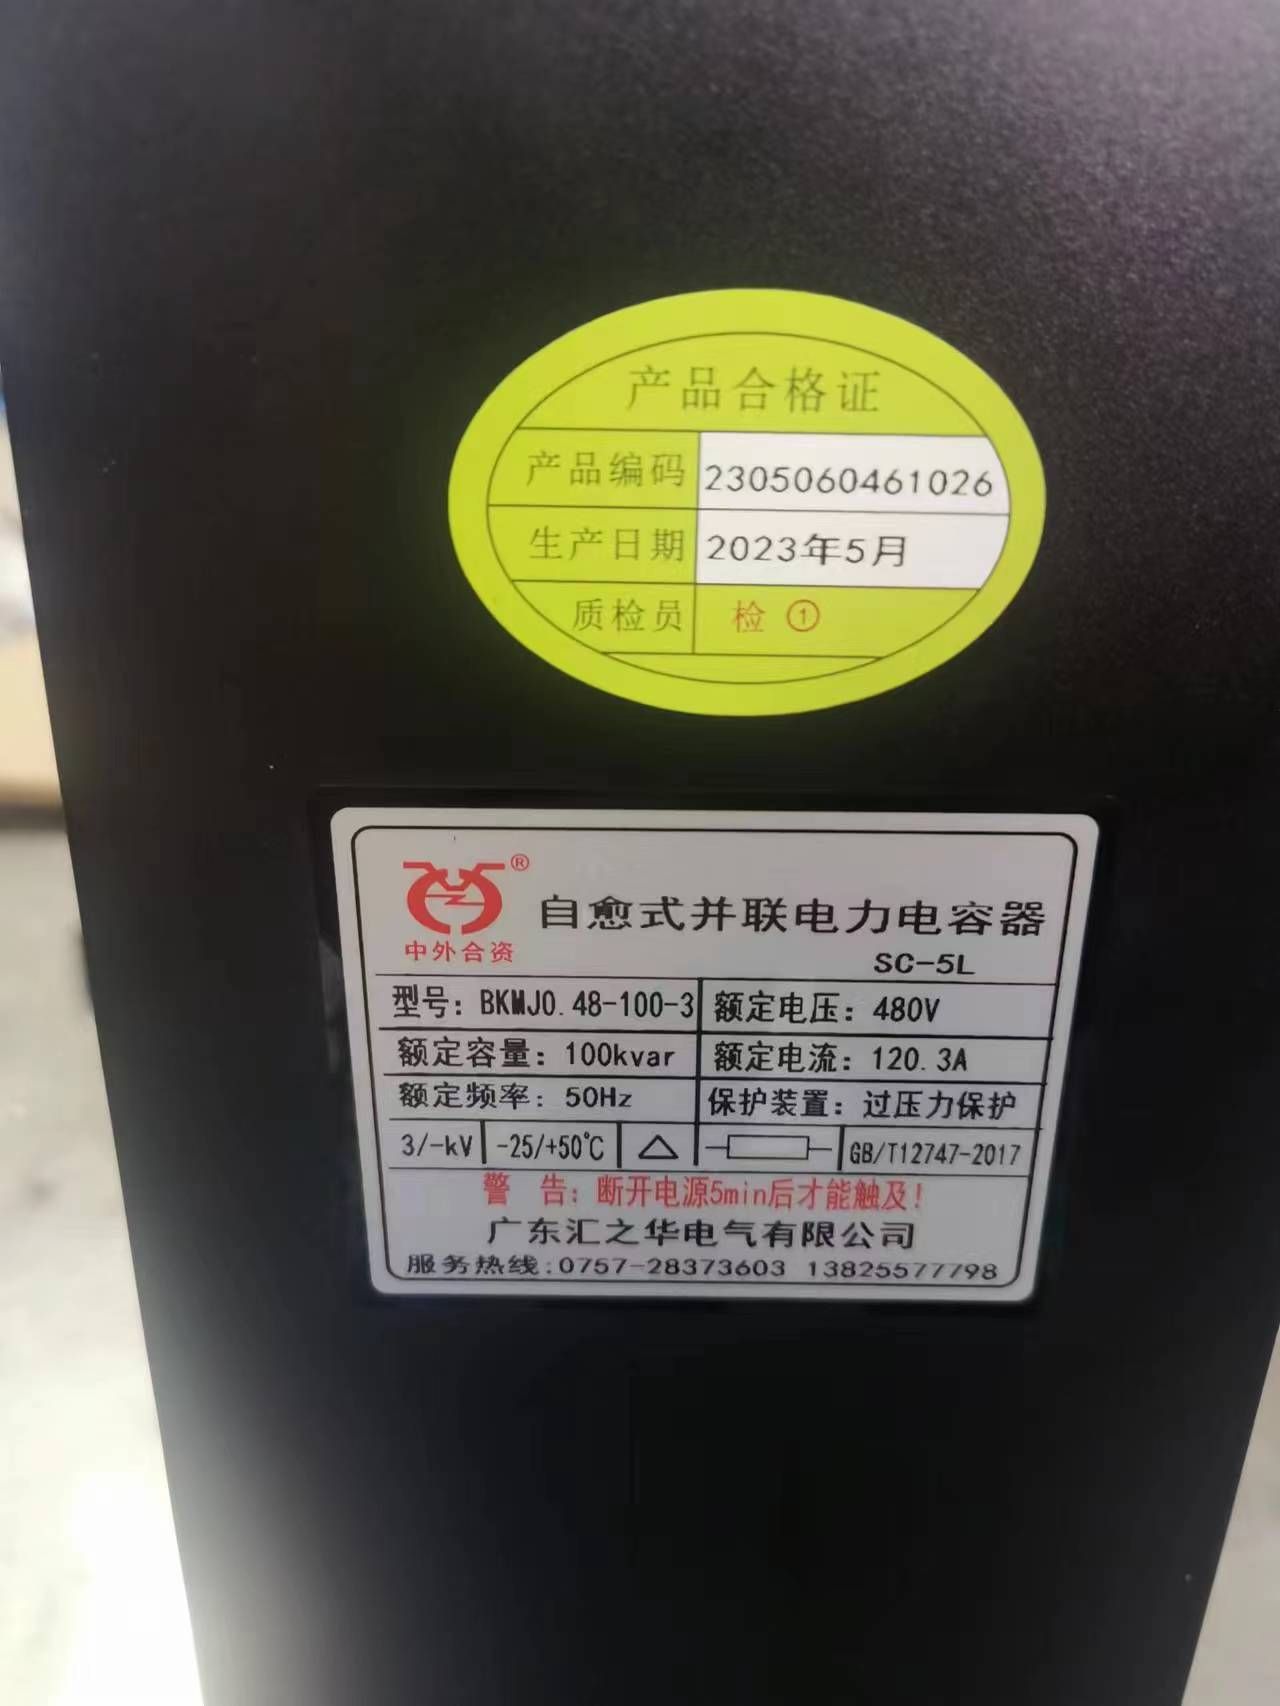 产品合格证
产品编码 2305060461026
生产日期 2023年5月
质检员 检①
®
中外合资
自愈式并联电力电容器
SC-5L
型号：BKMJ0.48-100-3 额定电压：480V
额定容量：100kvar 额定电流：120.3A
额定频率：50Hz 保护装置：过压力保护
3/-kV -25/+50℃ GB/T12747-2017
警 告：断开电源5min后才能触及！
广东汇之华电气有限公司
服务热线:0757-28373603 13825577798